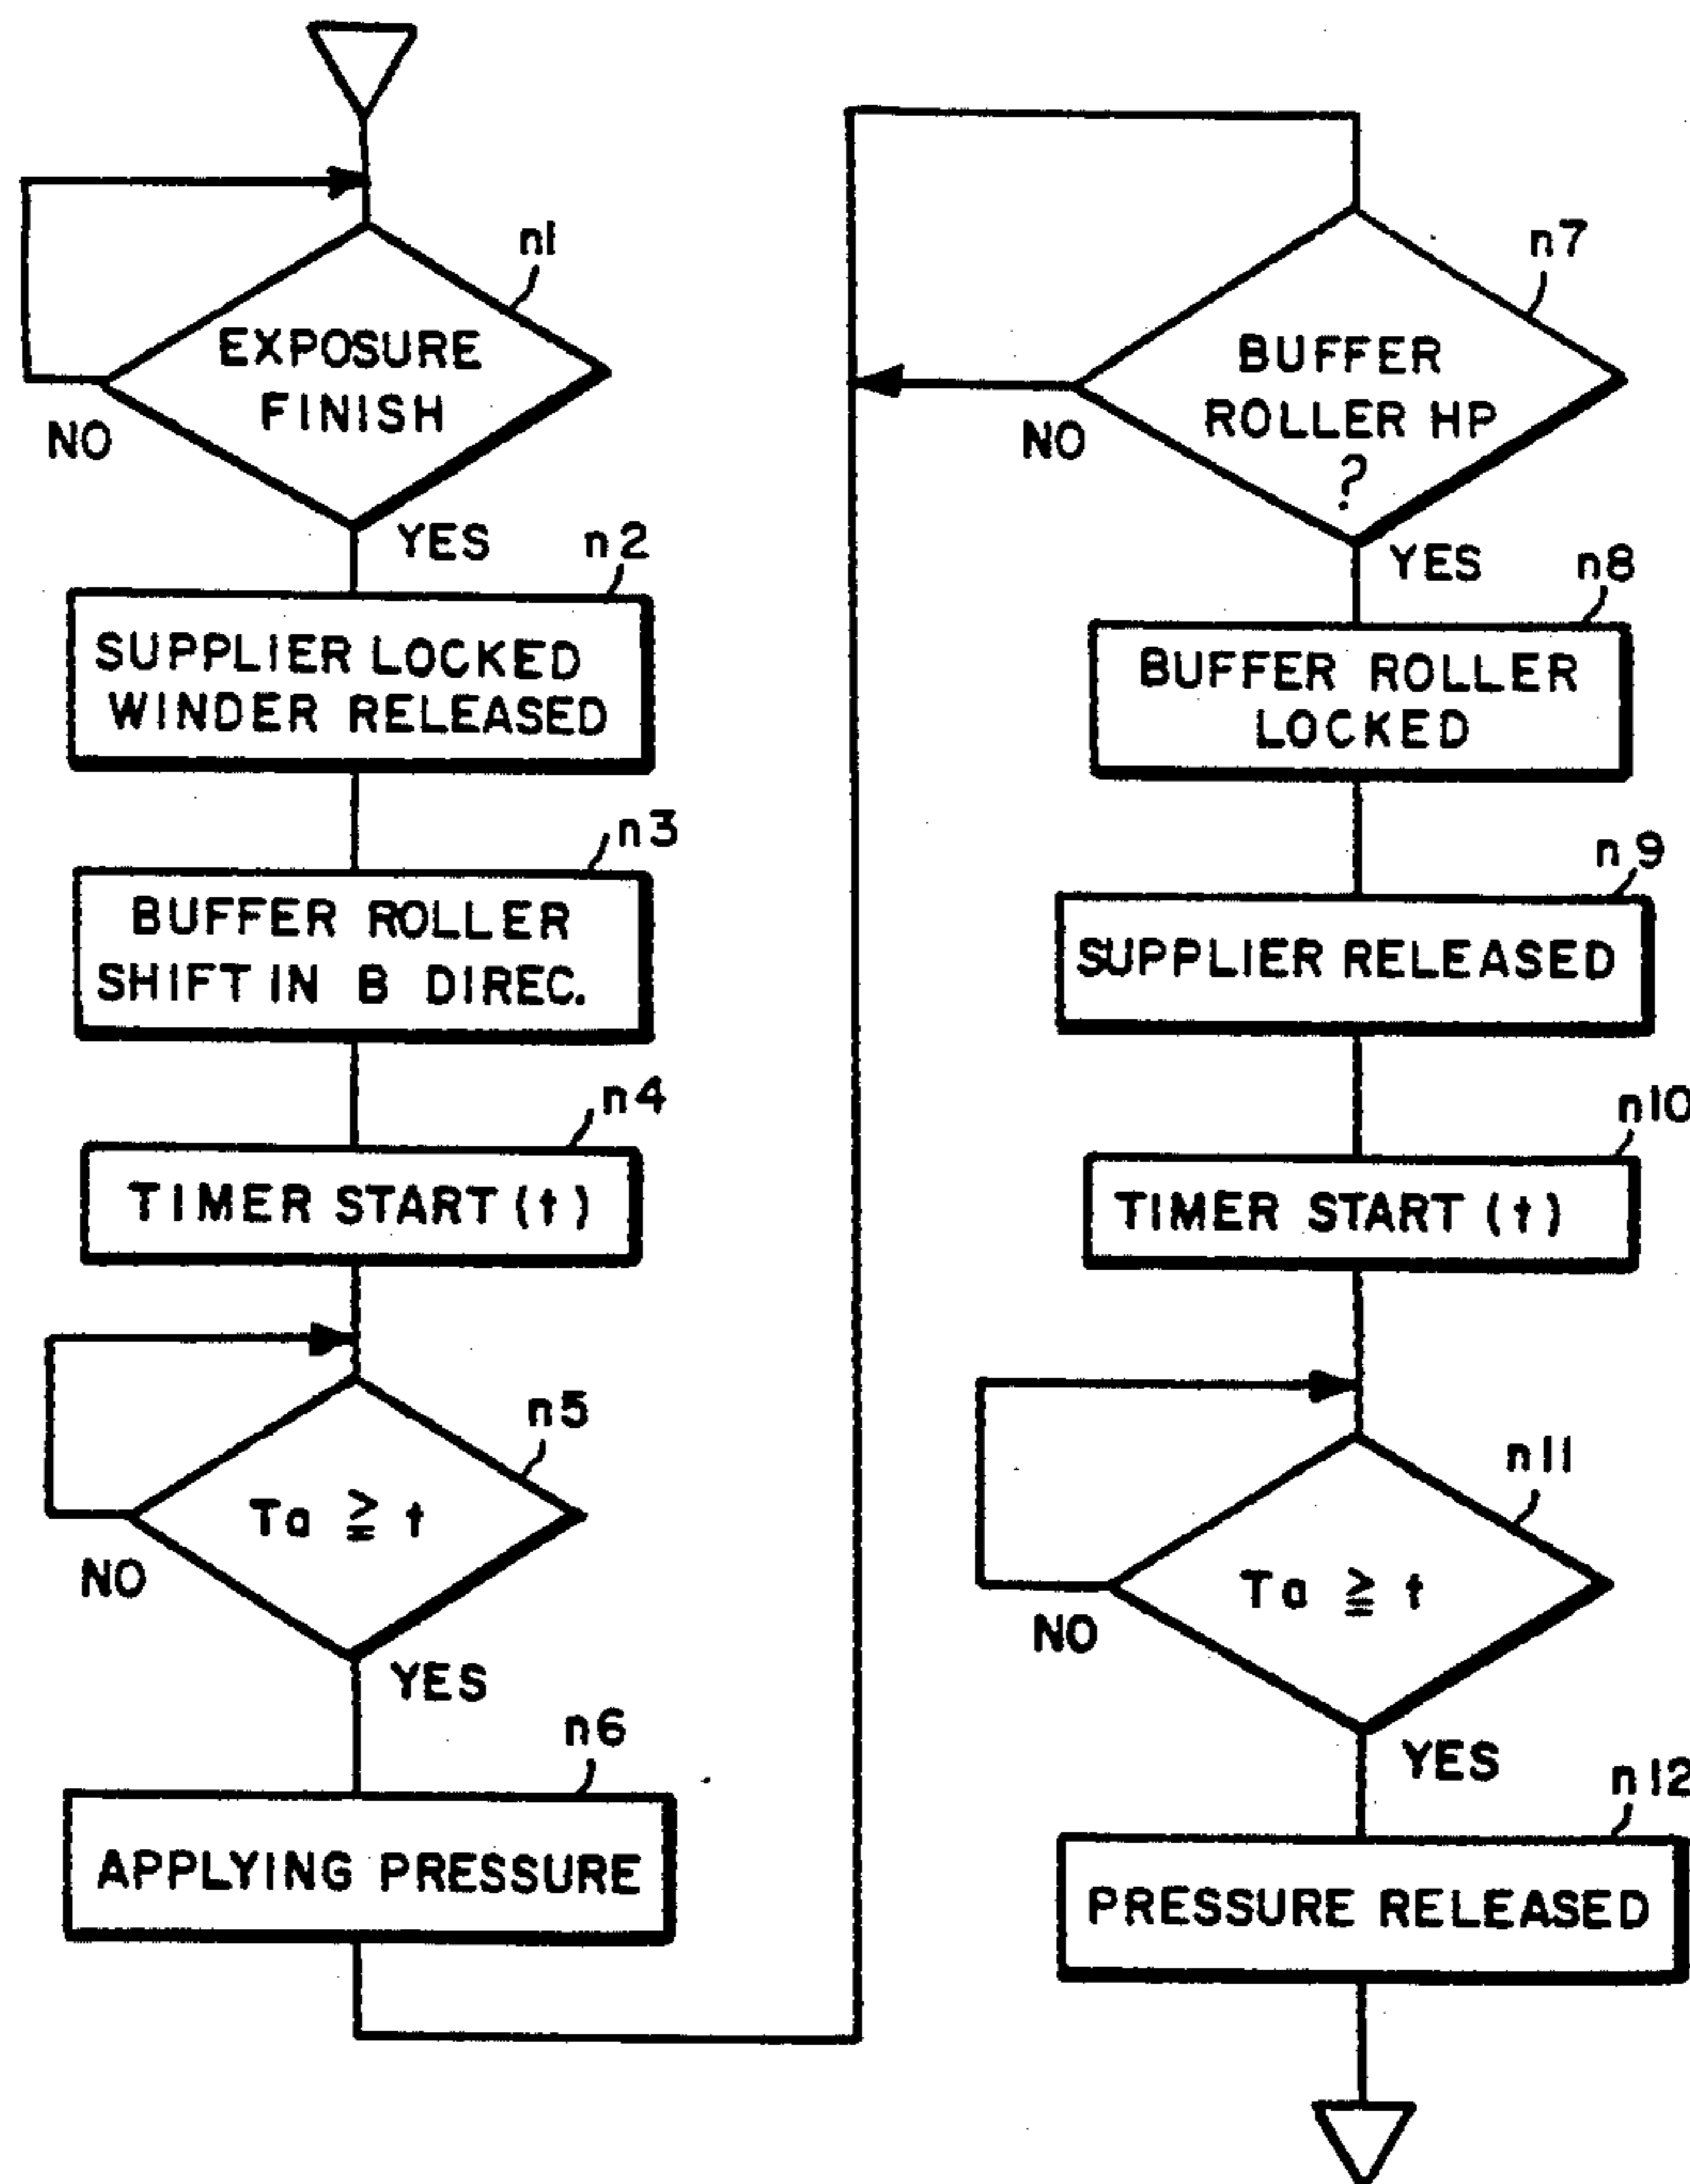 n1
EXPOSURE
FINISH
NO
YES
n2
SUPPLIER LOCKED
WINDER RELEASED
n3
BUFFER ROLLER
SHIFT IN B DIREC.
n4
TIMER START (t)
n5
Ta ≧ t
NO
YES
n6
APPLYING PRESSURE
n7
BUFFER
ROLLER HP
?
NO
YES
n8
BUFFER ROLLER
LOCKED
n9
SUPPLIER RELEASED
n10
TIMER START (t)
n11
Ta ≧ t
NO
YES
n12
PRESSURE RELEASED